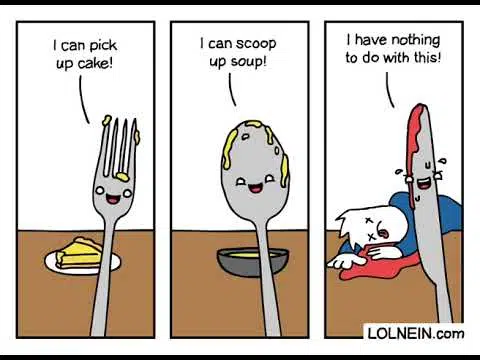 I can pick
up cake!
I can scoop
up soup!
I have nothing
to do with this!
LOLNEIN.com